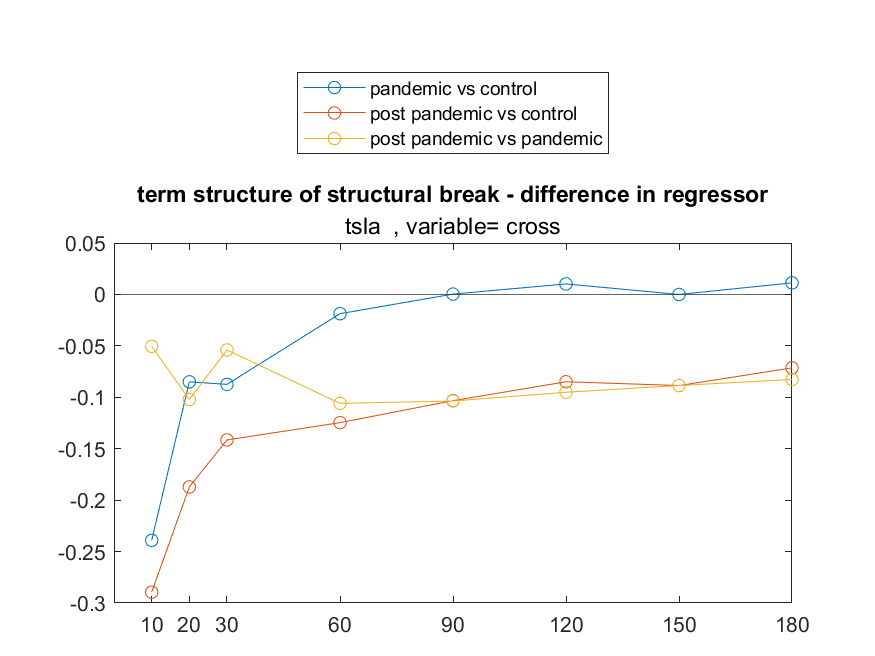 pandemic vs control
post pandemic vs control
post pandemic vs pandemic
term structure of structural break - difference in regressor
tsla  , variable= cross
0.05
0
-0.05
-0.1
-0.15
-0.2
-0.25
-0.3
10 20 30 60 90 120 150 180